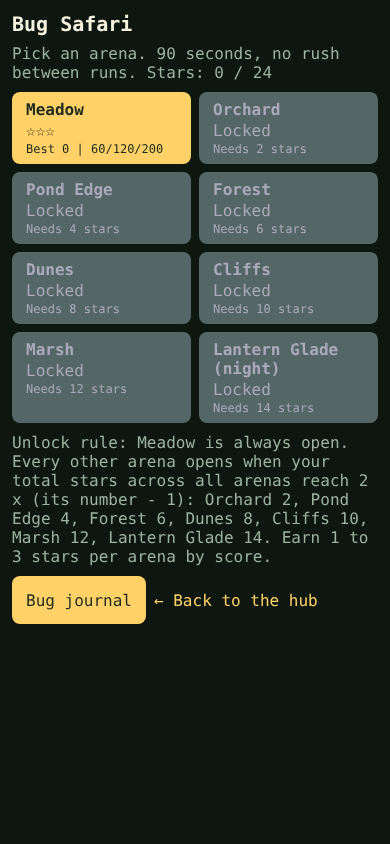 Bug Safari
Pick an arena. 90 seconds, no rush
between runs. Stars: 0 / 24
Meadow
☆☆☆
Best 0 | 60/120/200
Orchard
Locked
Needs 2 stars
Pond Edge
Locked
Needs 4 stars
Forest
Locked
Needs 6 stars
Dunes
Locked
Needs 8 stars
Cliffs
Locked
Needs 10 stars
Marsh
Locked
Needs 12 stars
Lantern Glade
(night)
Locked
Needs 14 stars
Unlock rule: Meadow is always open.
Every other arena opens when your
total stars across all arenas reach 2
x (its number - 1): Orchard 2, Pond
Edge 4, Forest 6, Dunes 8, Cliffs 10,
Marsh 12, Lantern Glade 14. Earn 1 to
3 stars per arena by score.
Bug journal
← Back to the hub